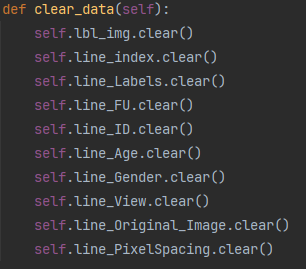 def clear_data(self):
    self.lbl_img.clear()
    self.line_index.clear()
    self.line_Labels.clear()
    self.line_FU.clear()
    self.line_ID.clear()
    self.line_Age.clear()
    self.line_Gender.clear()
    self.line_View.clear()
    self.line_Original_Image.clear()
    self.line_PixelSpacing.clear()